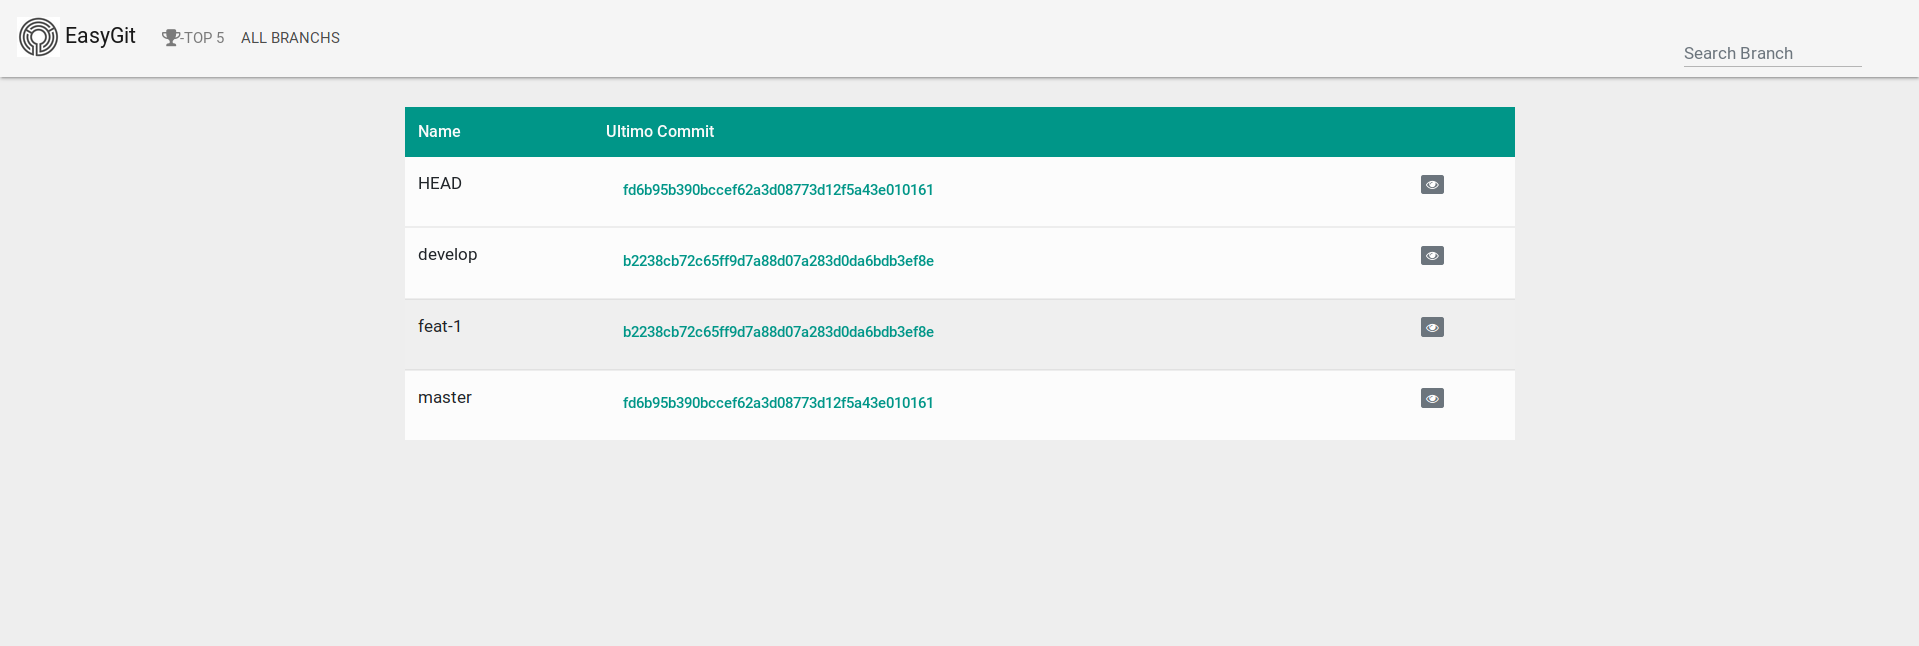 EasyGit
-TOP 5
ALL BRANCHS
Search Branch
Name Ultimo Commit
HEAD fd6b95b390bccef62a3d08773d12f5a43e010161
develop b2238cb72c65ff9d7a88d07a283d0da6bdb3ef8e
feat-1 b2238cb72c65ff9d7a88d07a283d0da6bdb3ef8e
master fd6b95b390bccef62a3d08773d12f5a43e010161